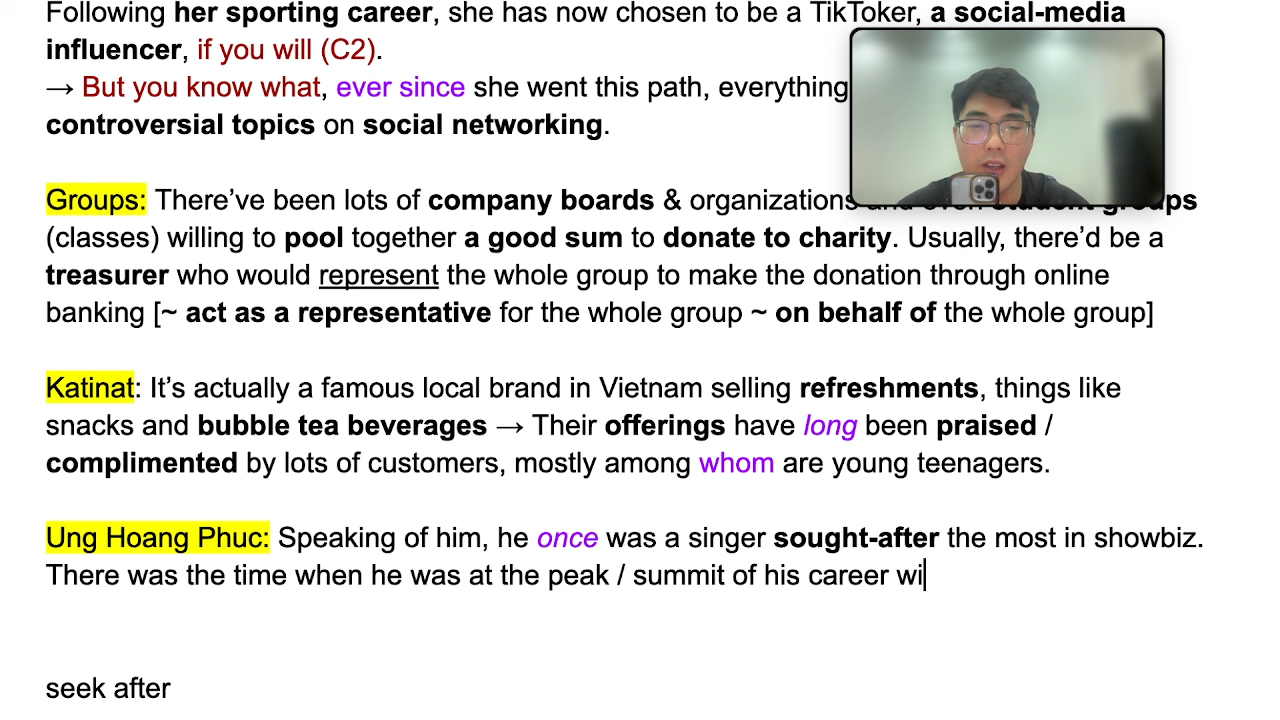 Following her sporting career, she has now chosen to be a TikToker, a social-media
influencer, if you will (C2).
→ But you know what, ever since she went this path, everything
controversial topics on social networking.
Groups: There’ve been lots of company boards & organizations and even student groups
(classes) willing to pool together a good sum to donate to charity. Usually, there’d be a
treasurer who would represent the whole group to make the donation through online
banking [~ act as a representative for the whole group ~ on behalf of the whole group]
Katinat: It’s actually a famous local brand in Vietnam selling refreshments, things like
snacks and bubble tea beverages → Their offerings have long been praised /
complimented by lots of customers, mostly among whom are young teenagers.
Ung Hoang Phuc: Speaking of him, he once was a singer sought-after the most in showbiz.
There was the time when he was at the peak / summit of his career wi
seek after